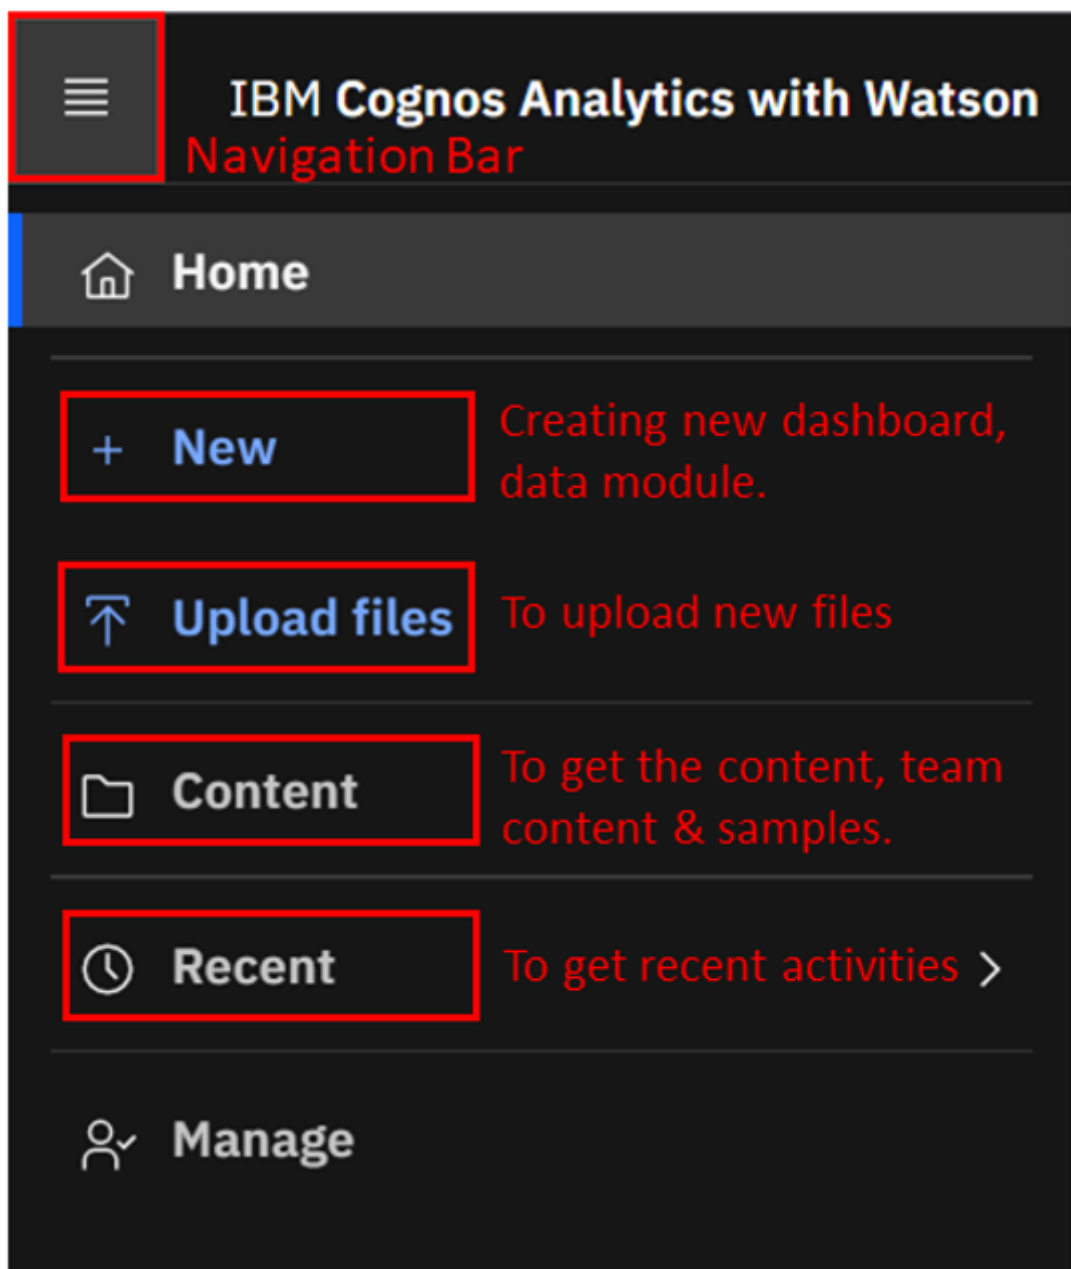 IBM Cognos Analytics with Watson
Navigation Bar
Home
New
Creating new dashboard,
data module.
Upload files
To upload new files
Content
To get the content, team
content & samples.
Recent
To get recent activities
Manage